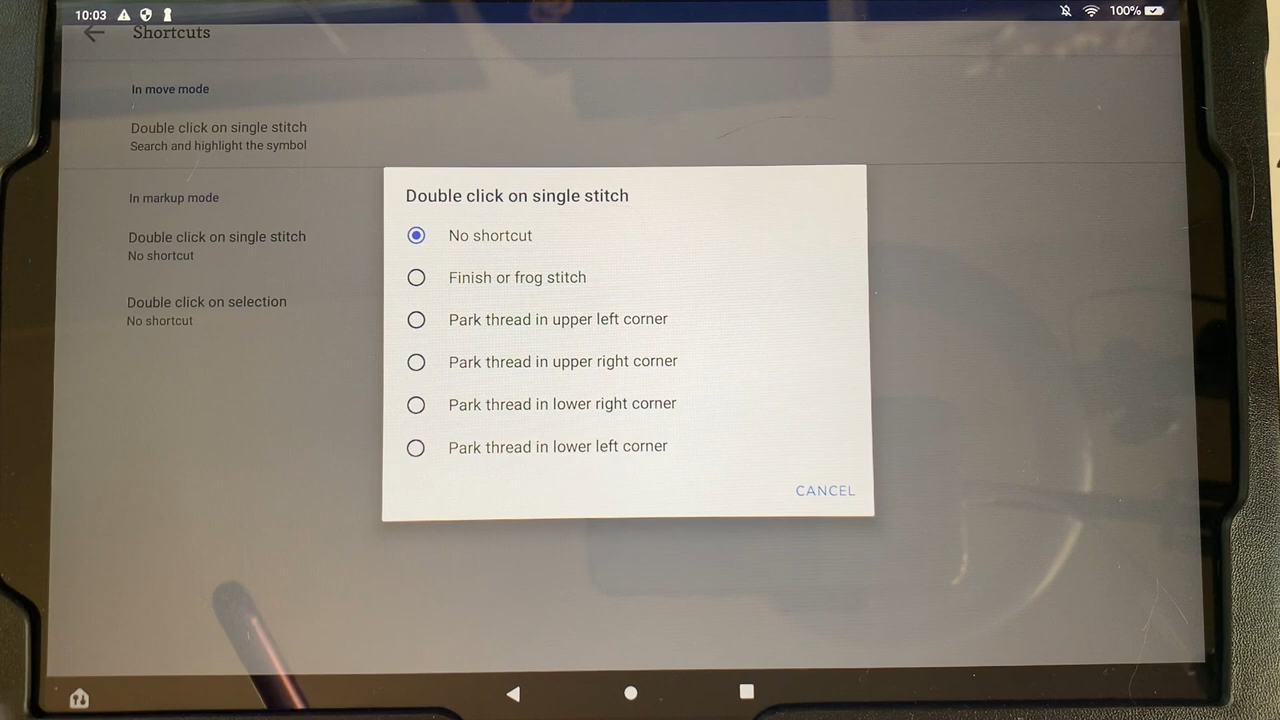 10:03
100%
Shortcuts
In move mode
Double click on single stitch
Search and highlight the symbol
In markup mode
Double click on single stitch
No shortcut
Double click on selection
No shortcut
Double click on single stitch
No shortcut
Finish or frog stitch
Park thread in upper left corner
Park thread in upper right corner
Park thread in lower right corner
Park thread in lower left corner
CANCEL